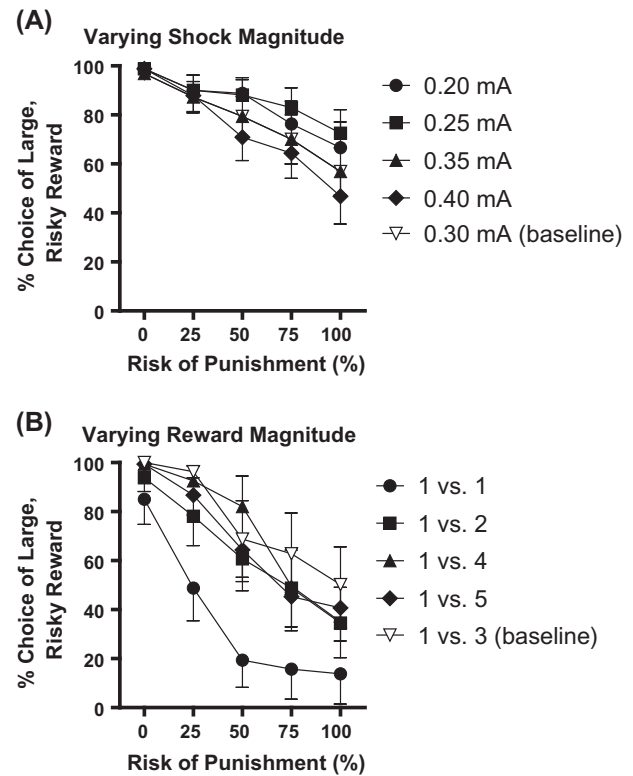 (A)
Varying Shock Magnitude
% Choice of Large,
Risky Reward
100
80
60
40
20
0
0 25 50 75 100
Risk of Punishment (%)
0.20 mA
0.25 mA
0.35 mA
0.40 mA
0.30 mA (baseline)
(B)
Varying Reward Magnitude
% Choice of Large,
Risky Reward
100
80
60
40
20
0
0 25 50 75 100
Risk of Punishment (%)
1 vs. 1
1 vs. 2
1 vs. 4
1 vs. 5
1 vs. 3 (baseline)